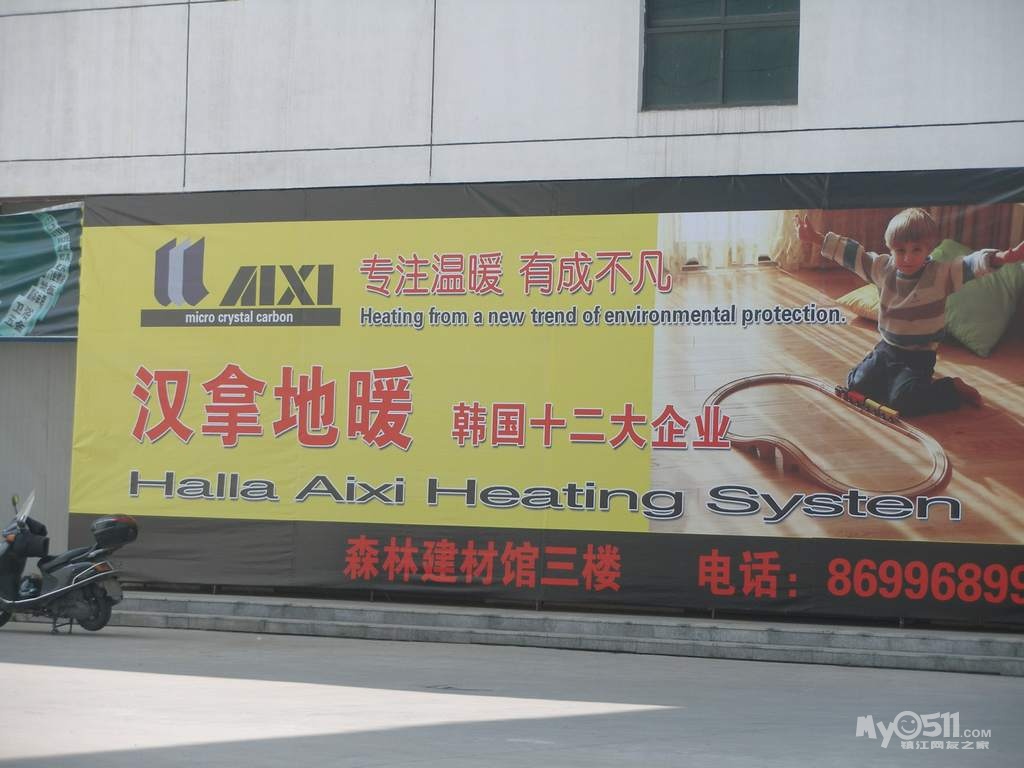 AIXI
micro crystal carbon
专注温暖 有成不凡
Heating from a new trend of environmental protection.
汉拿地暖 韩国十二大企业
Halla Aixi Heating Systen
森林建材馆三楼 电话：86996899
MyO511.COM
镇江网友之家